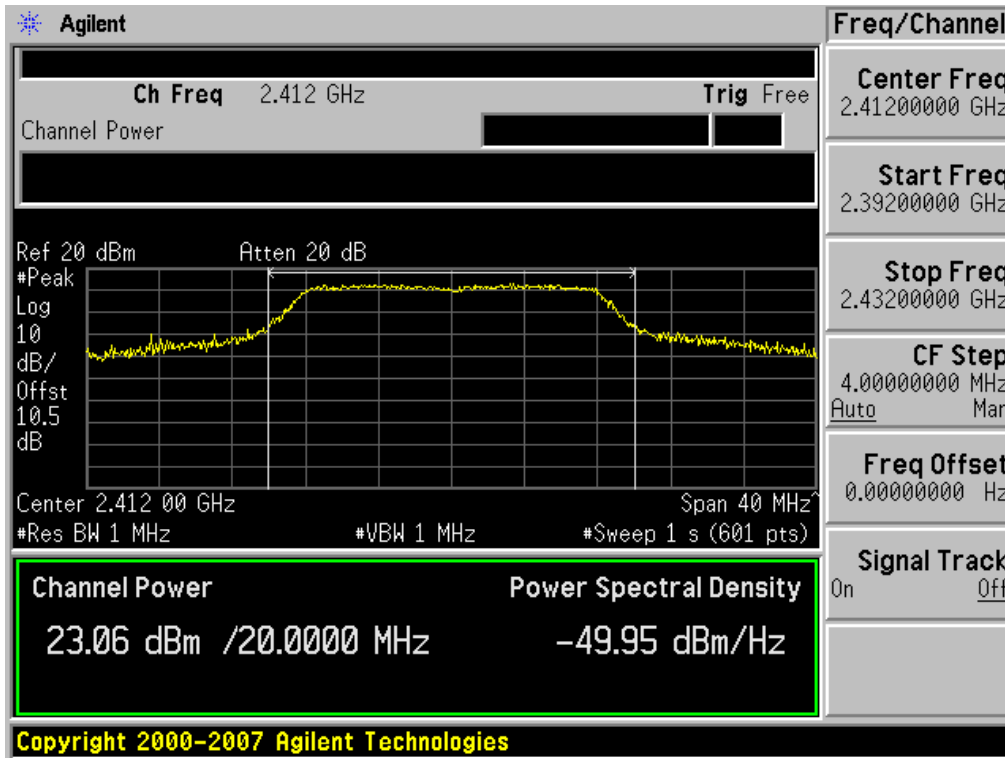 Agilent
Freq/Channel
Ch Freq 2.412 GHz Trig Free
Channel Power
Center Freq
2.41200000 GHz
Start Freq
2.39200000 GHz
Stop Freq
2.43200000 GHz
CF Step
4.00000000 MHz
Auto Man
Freq Offset
0.00000000 Hz
Signal Track
On Off
Ref 20 dBm Atten 20 dB
#Peak
Log
10
dB/
Offst
10.5
dB
Center 2.412 00 GHz Span 40 MHz^
#Res BW 1 MHz #VBW 1 MHz #Sweep 1 s (601 pts)
Channel Power Power Spectral Density
23.06 dBm /20.0000 MHz -49.95 dBm/Hz
Copyright 2000-2007 Agilent Technologies